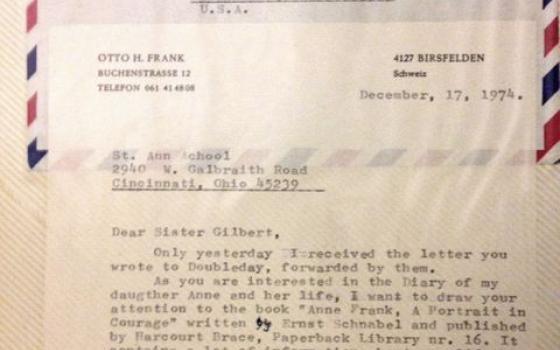 U.S.A.
OTTO H. FRANK
BUCHENSTRASSE 12
TELEFON 061 414808
4127 BIRSFELDEN
Schweiz
December, 17, 1974.
St. Ann School
2940 W. Galbraith Road
Cincinnati, Ohio 45239
Dear Sister Gilbert,
Only yesterday I received the letter you
wrote to Doubleday, forwarded by them.
As you are interested in the Diary of my
daugther Anne and her life, I want to draw your
attention to the book "Anne Frank, A Portrait in
Courage" written by Ernst Schnabel and published
by Harcourt Brace, Paperback Library nr. 16. It